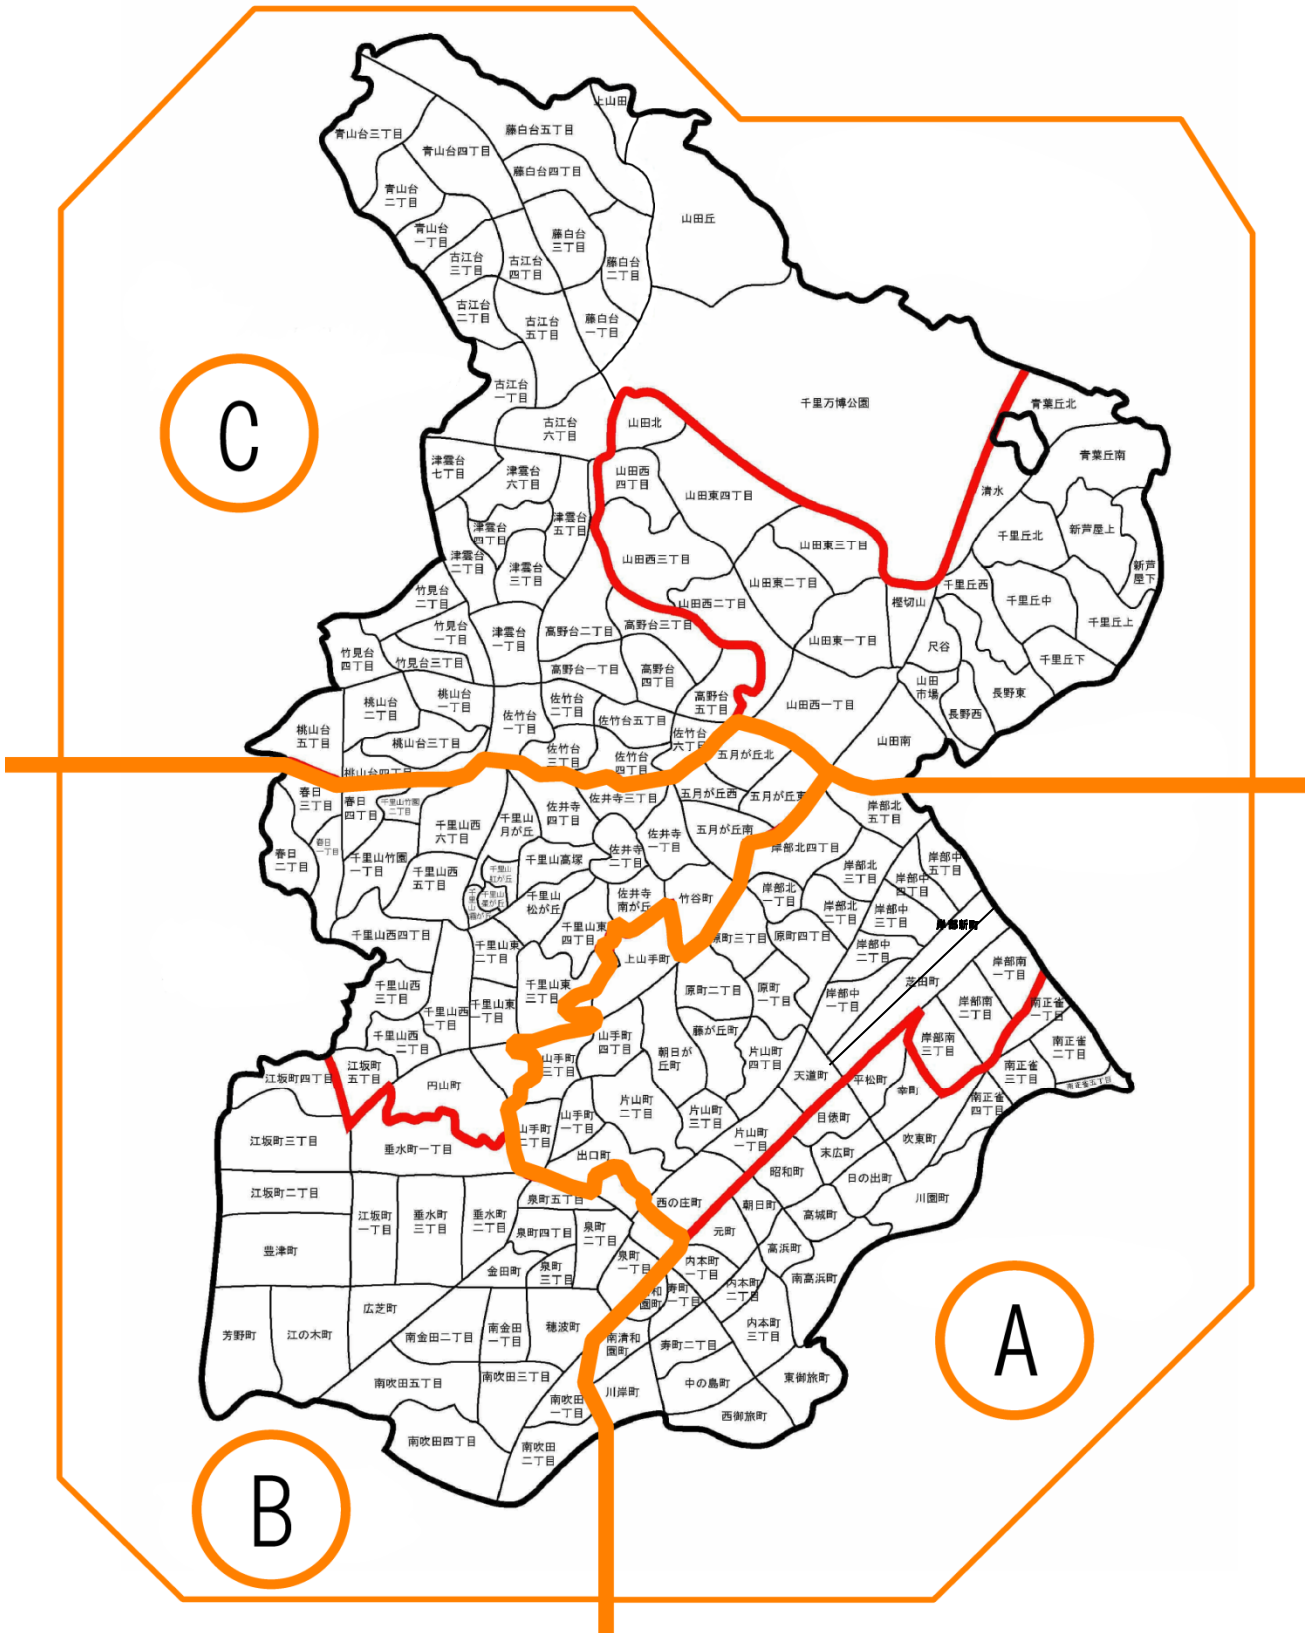 上山田
藤白台五丁目
青山台三丁目
青山台四丁目
藤白台四丁目
青山台
二丁目
山田丘
青山台
一丁目
藤白台
三丁目
古江台
三丁目
古江台
四丁目
藤白台
二丁目
古江台
二丁目
古江台
五丁目
藤白台
一丁目
古江台
一丁目
千里万博公園
青葉丘北
古江台
六丁目
山田北
C
青葉丘南
津雲台
七丁目
津雲台
六丁目
山田西
四丁目
山田東四丁目
清水
津雲台
四丁目
津雲台
五丁目
千里丘北
新芦屋上
山田東三丁目
津雲台
二丁目
津雲台
三丁目
山田西三丁目
新芦
屋下
山田東二丁目
千里丘西
竹見台
二丁目
山田西二丁目
樫切山
千里丘中
千里丘上
竹見台
一丁目
津雲台
一丁目
高野台二丁目
高野台三丁目
山田東一丁目
尺谷
竹見台
四丁目
竹見台三丁目
高野台一丁目
高野台
四丁目
千里丘下
山田
市場
長野東
桃山台
一丁目
桃山台
二丁目
佐竹台
二丁目
高野台
五丁目
山田西一丁目
長野西
桃山台
五丁目
桃山台三丁目
佐竹台
一丁目
佐竹台五丁目
佐竹台
六丁目
山田南
佐竹台
三丁目
佐竹台
四丁目
五月が丘北
桃山台四丁目
春日
三丁目
春日
四丁目
千里山竹園
二丁目
佐井寺三丁目
五月が丘西
五月が丘東
岸部北
五丁目
千里山西
六丁目
千里山
月が丘
佐井寺
四丁目
五月が丘南
春日
一丁目
春日
二丁目
千里山竹園
一丁目
千里山西
五丁目
千里山高塚
佐井寺
二丁目
佐井寺
一丁目
岸部北四丁目
岸部北
三丁目
岸部中
五丁目
千里山
虹が丘
千里山
星が丘
千里山
霧が丘
千里山
松が丘
佐井寺
南が丘
竹谷町
岸部北
一丁目
岸部中
四丁目
岸部北
二丁目
岸部中
三丁目
岸部新町
千里山西四丁目
千里山東
二丁目
千里山東
四丁目
原町三丁目
原町四丁目
岸部中
二丁目
上山手町
千里山西
三丁目
千里山東
三丁目
原町二丁目
原町
一丁目
岸部中
一丁目
芝田町
岸部南
一丁目
千里山西
一丁目
千里山東
一丁目
岸部南
二丁目
南正雀
一丁目
千里山西
二丁目
山手町
四丁目
藤が丘町
岸部南
三丁目
南正雀
二丁目
江坂町四丁目
江坂町
五丁目
円山町
山手町
三丁目
朝日が
丘町
片山町
四丁目
天道町
平松町
幸町
南正雀
三丁目
南正雀五丁目
片山町
二丁目
片山町
三丁目
目俵町
南正雀
四丁目
江坂町三丁目
垂水町一丁目
山手町
二丁目
山手町
一丁目
片山町
一丁目
吹東町
出口町
末広町
昭和町
日の出町
江坂町二丁目
泉町五丁目
西の庄町
朝日町
高城町
川園町
江坂町
一丁目
垂水町
三丁目
垂水町
二丁目
泉町四丁目
泉町
二丁目
元町
豊津町
金田町
泉町
三丁目
泉町
一丁目
内本町
一丁目
高浜町
南高浜町
内本町
二丁目
寿町
一丁目
和
園町
芳野町
江の木町
広芝町
南金田二丁目
南金田
一丁目
穂波町
南清和
園町
寿町二丁目
内本町
三丁目
A
南吹田五丁目
南吹田三丁目
川岸町
中の島町
東御旅町
南吹田
一丁目
西御旅町
南吹田四丁目
南吹田
二丁目
B